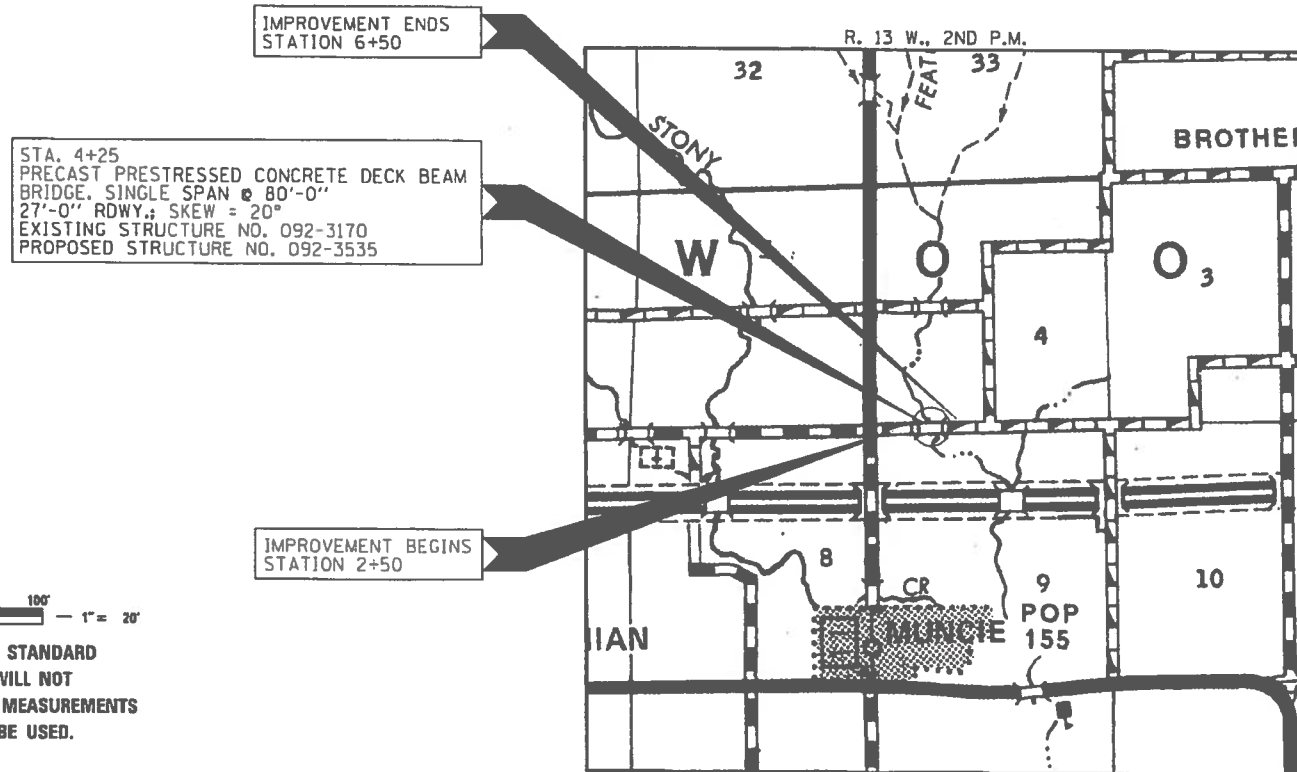 IMPROVEMENT ENDS
STATION 6+50
R. 13 W., 2ND P.M.
32
33
FEAT
STONY
BROTHER
STA. 4+25
PRECAST PRESTRESSED CONCRETE DECK BEAM
BRIDGE. SINGLE SPAN @ 80'-0"
27'-0" RDWY.; SKEW = 20°
EXISTING STRUCTURE NO. 092-3170
PROPOSED STRUCTURE NO. 092-3535
W O O
3
4
IMPROVEMENT BEGINS
STATION 2+50
8
9
10
CR
POP
155
MUNCIE
IAN
100'
1"= 20'
STANDARD
WILL NOT
MEASUREMENTS
BE USED.